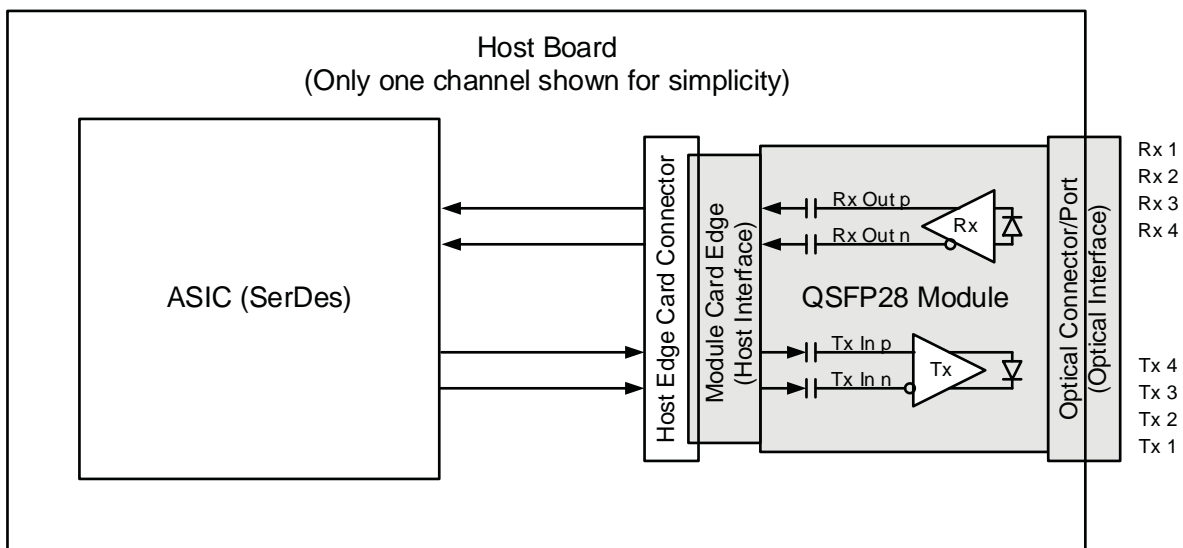 Host Board
(Only one channel shown for simplicity)
ASIC (SerDes)
Host Edge Card Connector
Module Card Edge
(Host Interface)
Rx Out p
Rx Out n
Rx
QSFP28 Module
Tx In p
Tx In n
Tx
Optical Connector/Port
(Optical Interface)
Rx 1
Rx 2
Rx 3
Rx 4
Tx 4
Tx 3
Tx 2
Tx 1